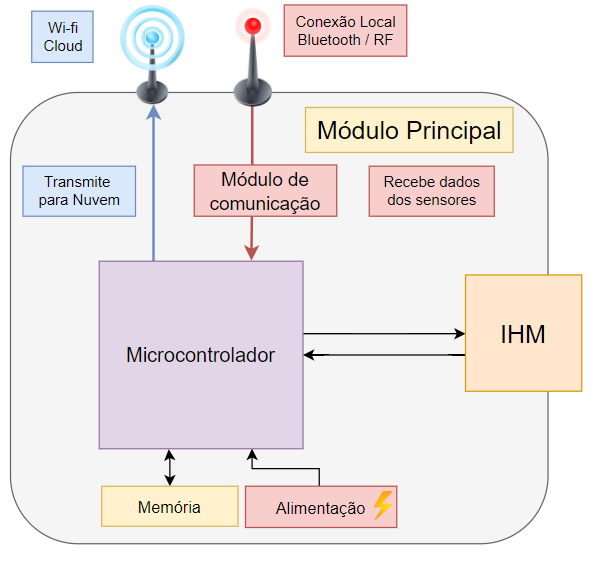 Wi-fi
Cloud
Conexão Local
Bluetooth / RF
Módulo Principal
Transmite
para Nuvem
Módulo de
comunicação
Recebe dados
dos sensores
Microcontrolador
IHM
Memória
Alimentação